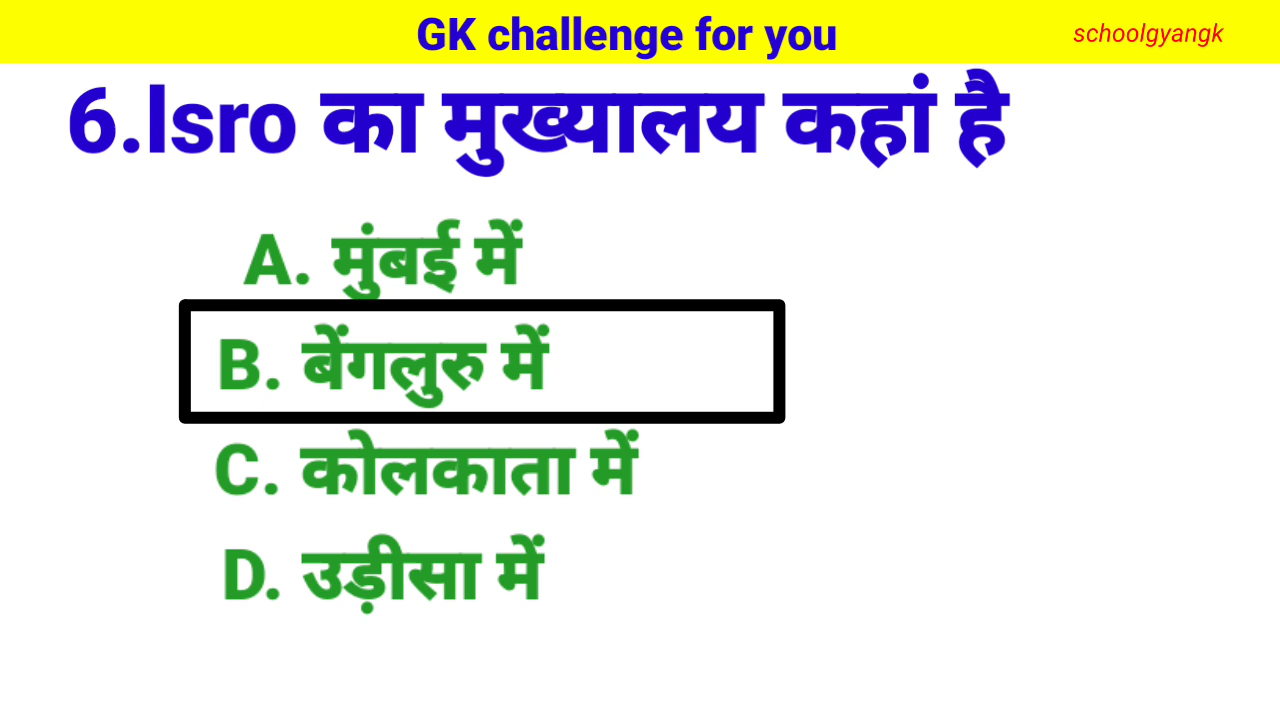 GK challenge for you
schoolgyangk
6.Isro का मुख्यालय कहां है
A. मुंबई में
B. बेंगलुरु में
C. कोलकाता में
D. उड़ीसा में